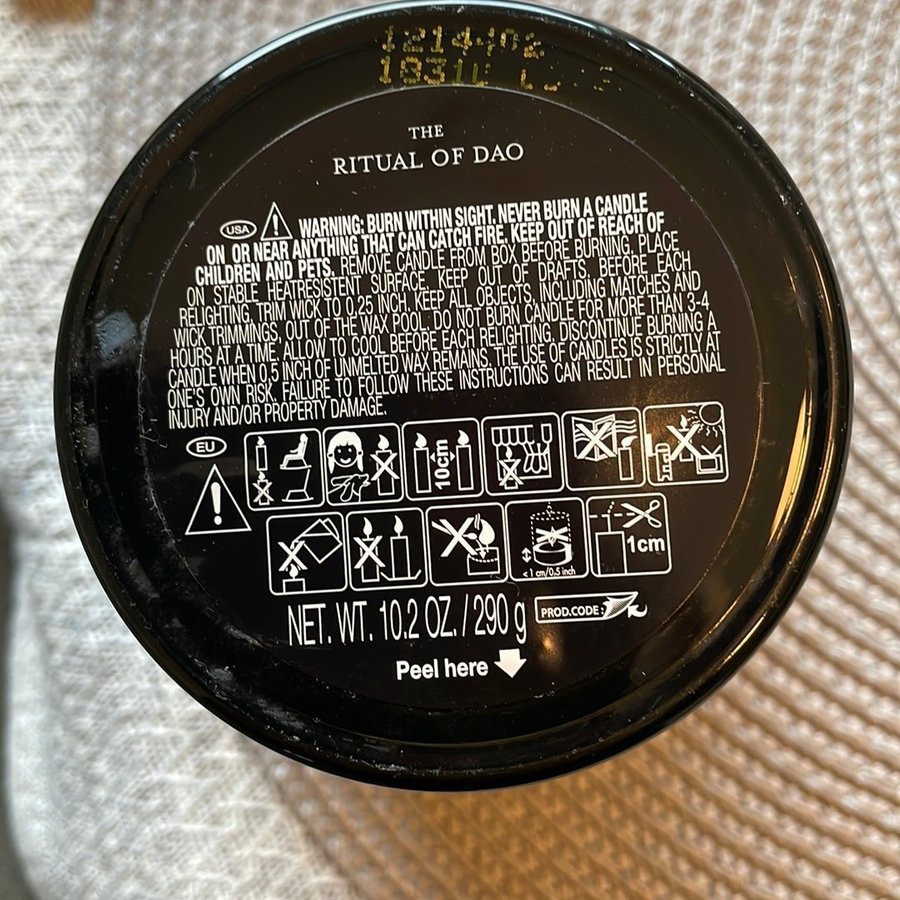 THE
RITUAL OF DAO
USA WARNING: BURN WITHIN SIGHT. NEVER BURN A CANDLE
ON OR NEAR ANYTHING THAT CAN CATCH FIRE. KEEP OUT OF REACH OF
CHILDREN AND PETS. REMOVE CANDLE FROM BOX BEFORE BURNING. PLACE
ON STABLE HEATRESISTENT SURFACE. KEEP OUT OF DRAFTS. BEFORE EACH
RELIGHTING, TRIM WICK TO 0.25 INCH. KEEP ALL OBJECTS, INCLUDING MATCHES AND
WICK TRIMMINGS, OUT OF THE WAX POOL. DO NOT BURN CANDLE FOR MORE THAN 3-4
HOURS AT A TIME. ALLOW TO COOL BEFORE EACH RELIGHTING. DISCONTINUE BURNING A
CANDLE WHEN 0.5 INCH OF UNMELTED WAX REMAINS. THE USE OF CANDLES IS STRICTLY AT
ONE'S OWN RISK. FAILURE TO FOLLOW THESE INSTRUCTIONS CAN RESULT IN PERSONAL
INJURY AND/OR PROPERTY DAMAGE.
EU
10cm
< 1 cm/0.5 inch
1cm
NET. WT. 10.2 OZ. / 290 g
PROD.CODE:
Peel here